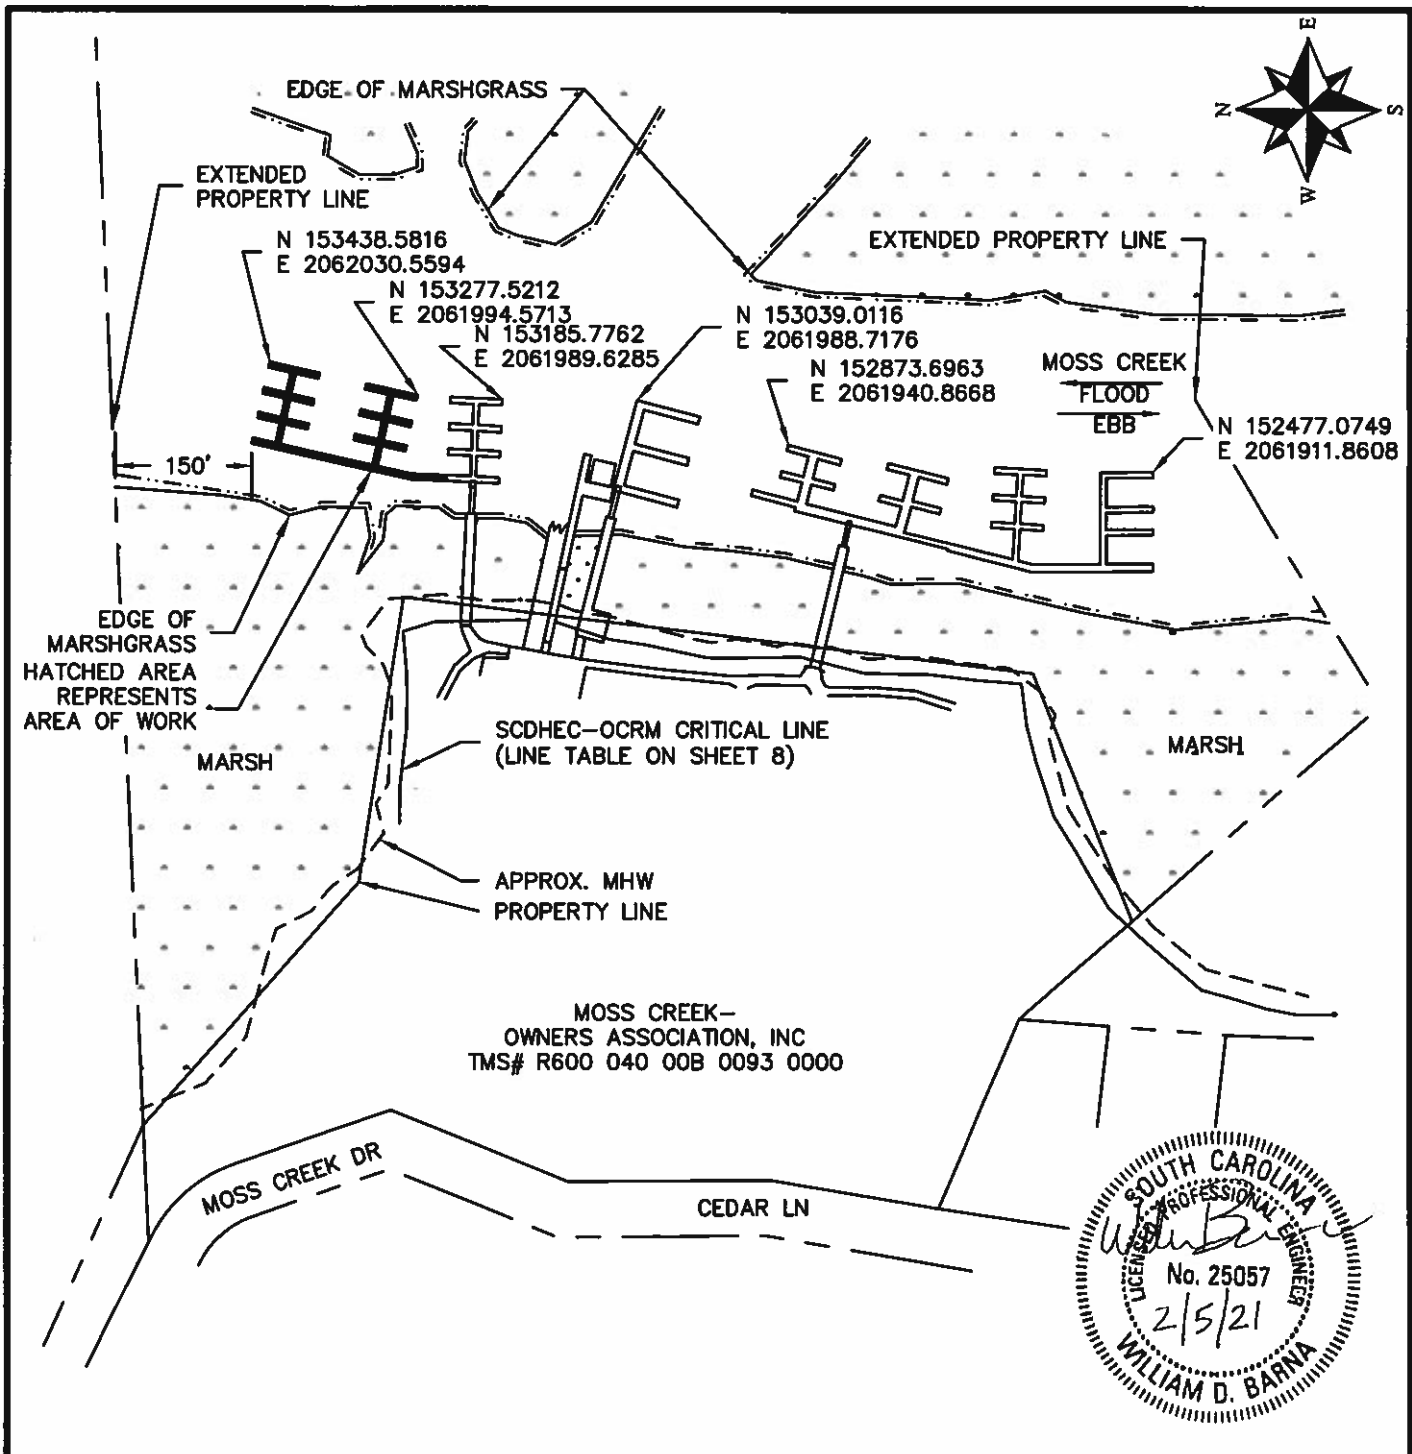 E
N
S
W
EDGE OF MARSHGRASS
EXTENDED
PROPERTY LINE
N 153438.5816
E 2062030.5594
N 153277.5212
E 2061994.5713
N 153185.7762
E 2061989.6285
N 153039.0116
E 2061988.7176
EXTENDED PROPERTY LINE
N 152873.6963
E 2061940.8668
MOSS CREEK
FLOOD
EBB
N 152477.0749
E 2061911.8608
150'
EDGE OF
MARSHGRASS
HATCHED AREA
REPRESENTS
AREA OF WORK
MARSH
SCDHEC-OCRM CRITICAL LINE
(LINE TABLE ON SHEET 8)
MARSH
APPROX. MHW
PROPERTY LINE
MOSS CREEK-
OWNERS ASSOCIATION, INC
TMS# R600 040 00B 0093 0000
MOSS CREEK DR
CEDAR LN
SOUTH CAROLINA
LICENSED PROFESSIONAL ENGINEER
No. 25057
2/5/21
WILLIAM D. BARNA